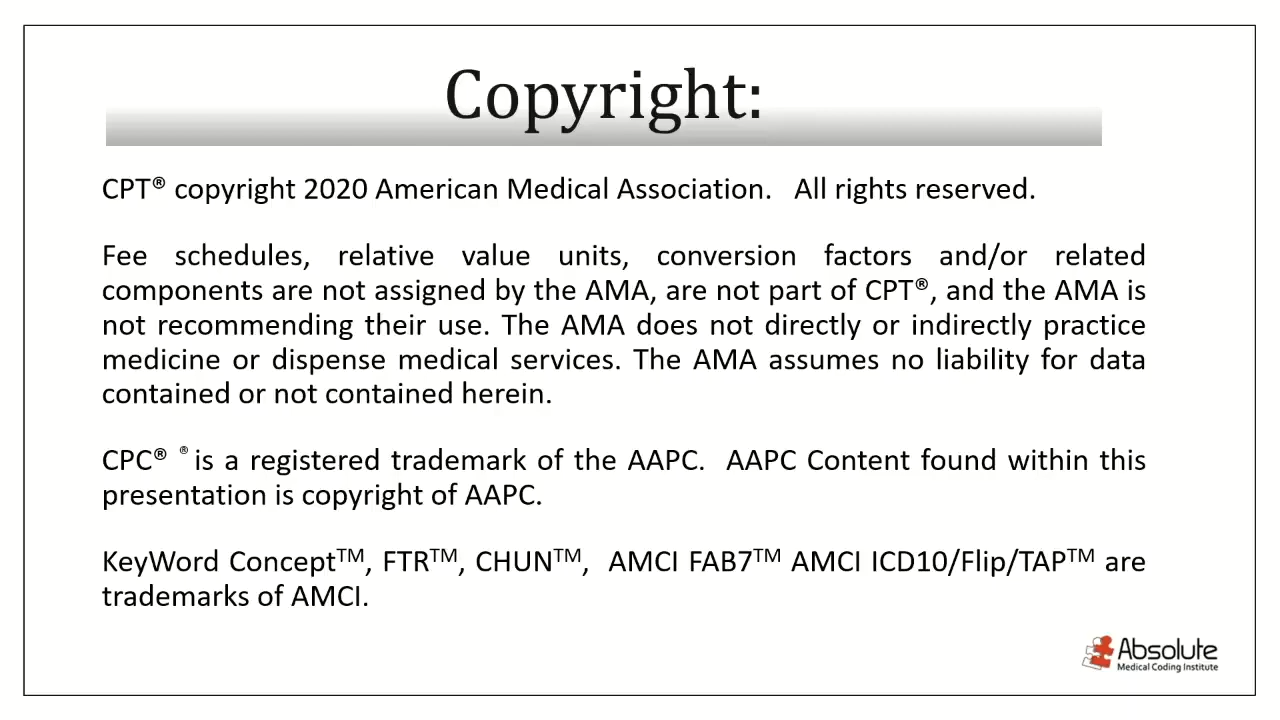 Copyright:
CPT® copyright 2020 American Medical Association. All rights reserved.
Fee schedules, relative value units, conversion factors and/or related
components are not assigned by the AMA, are not part of CPT®, and the AMA is
not recommending their use. The AMA does not directly or indirectly practice
medicine or dispense medical services. The AMA assumes no liability for data
contained or not contained herein.
CPC® ® is a registered trademark of the AAPC. AAPC Content found within this
presentation is copyright of AAPC.
KeyWord Concept™, FTR™, CHUN™, AMCI FAB7™ AMCI ICD10/Flip/TAP™ are
trademarks of AMCI.
Absolute
Medical Coding Institute